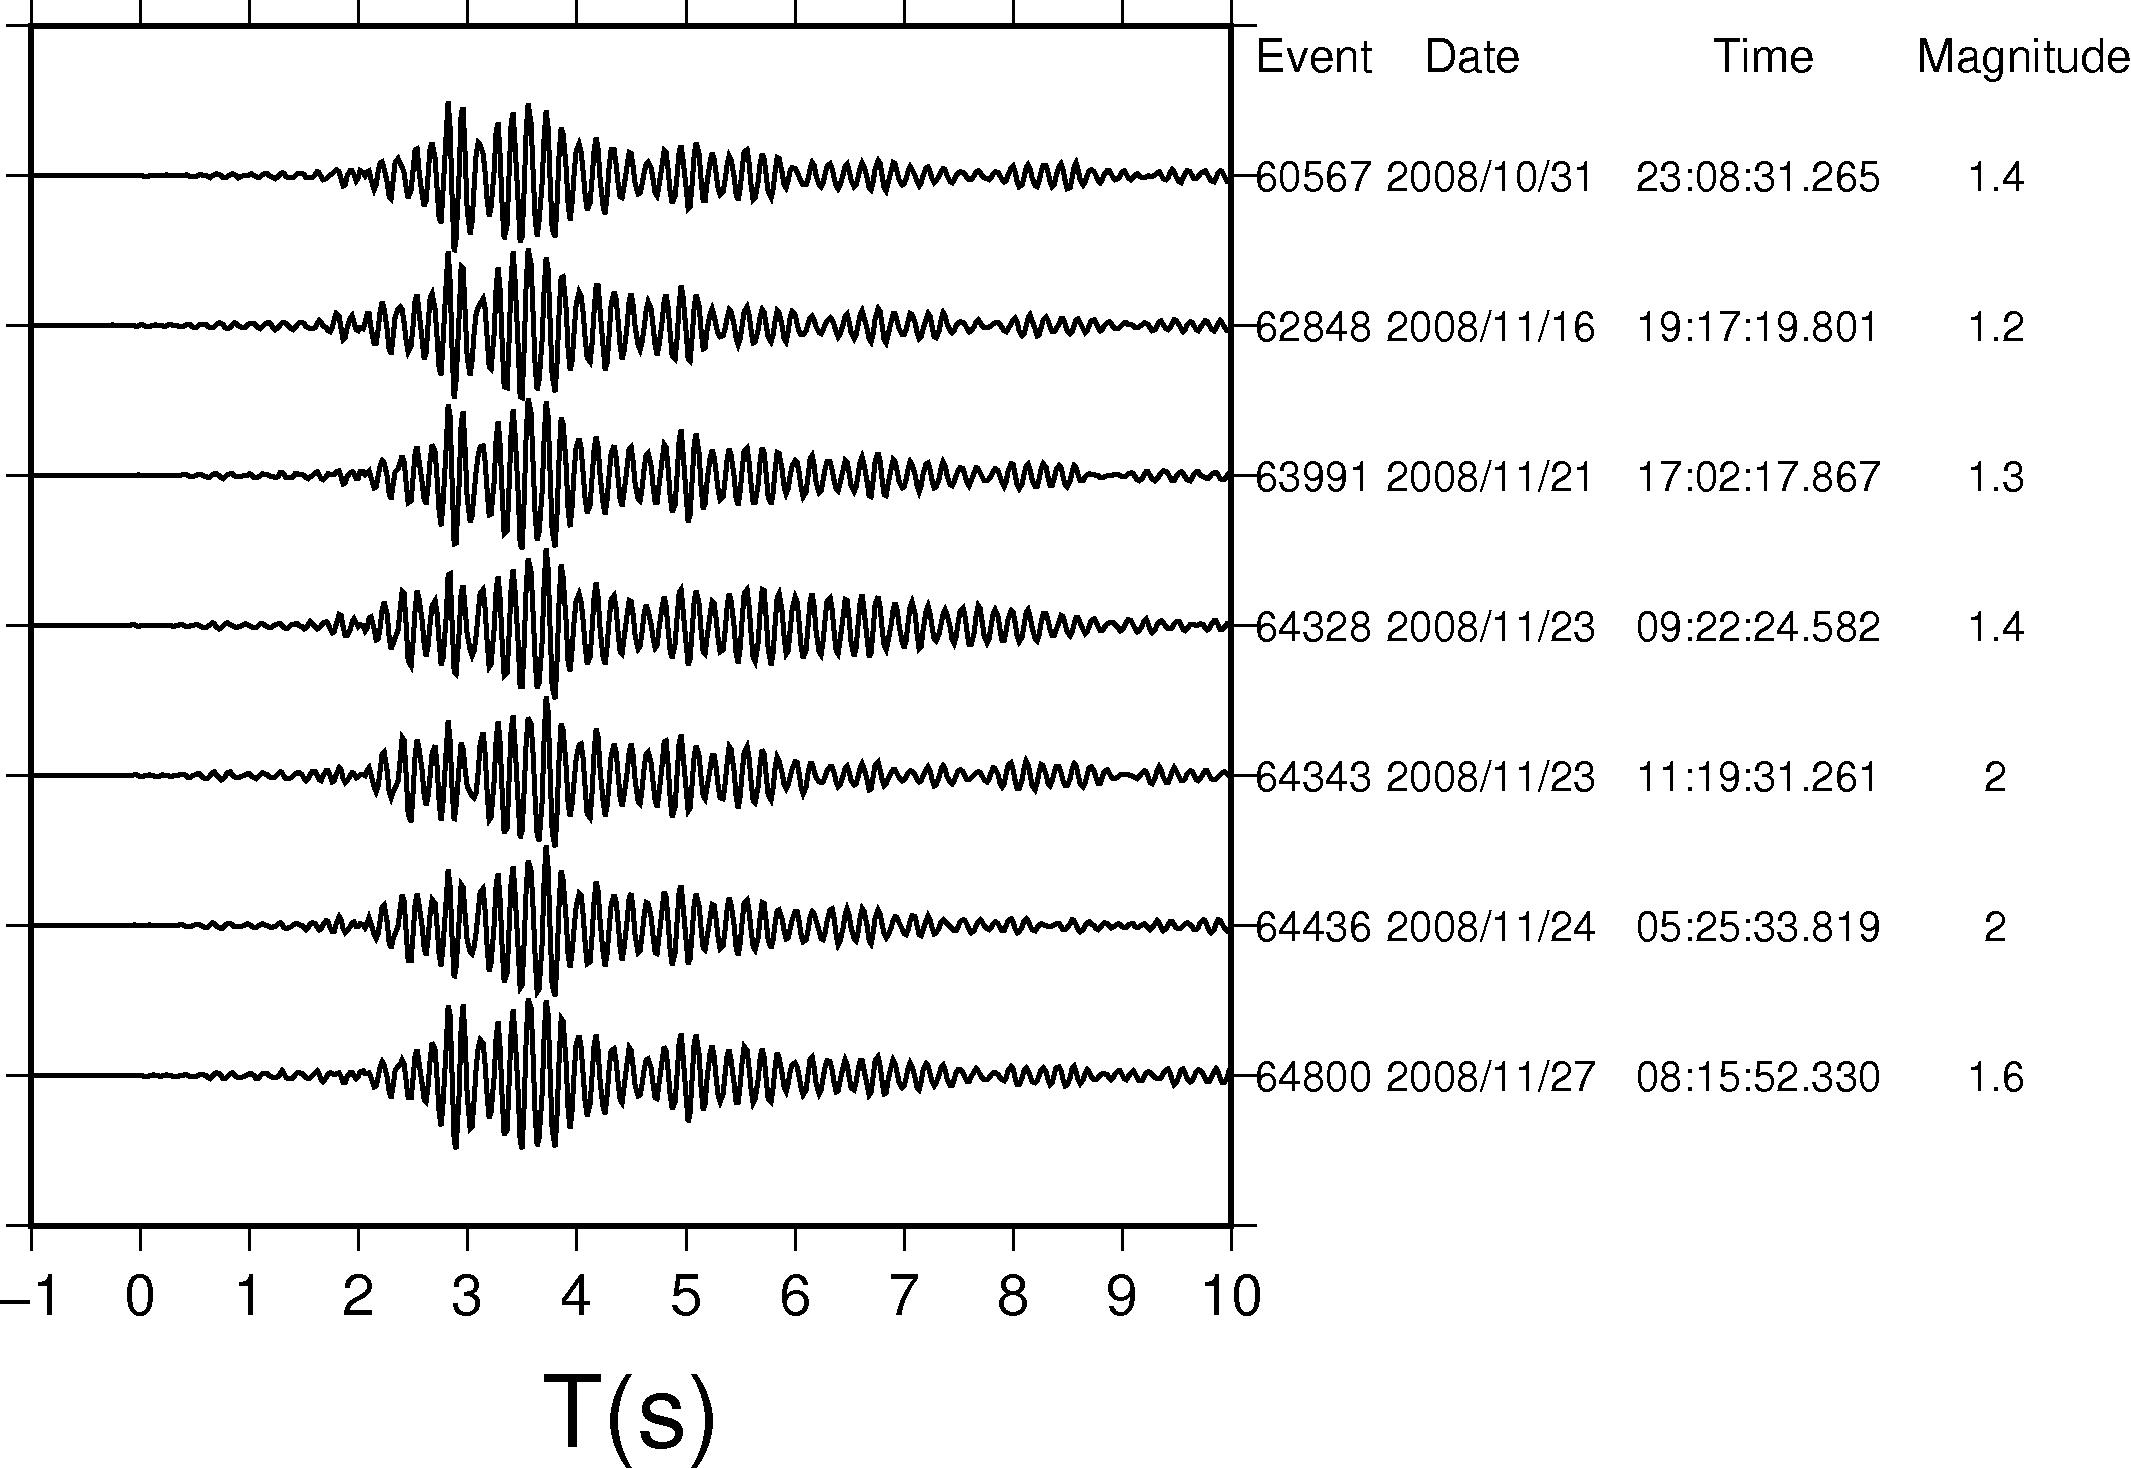 Event Date Time Magnitude
60567 2008/10/31 23:08:31.265 1.4
62848 2008/11/16 19:17:19.801 1.2
63991 2008/11/21 17:02:17.867 1.3
64328 2008/11/23 09:22:24.582 1.4
64343 2008/11/23 11:19:31.261 2
64436 2008/11/24 05:25:33.819 2
64800 2008/11/27 08:15:52.330 1.6
−1 0 1 2 3 4 5 6 7 8 9 10
T(s)